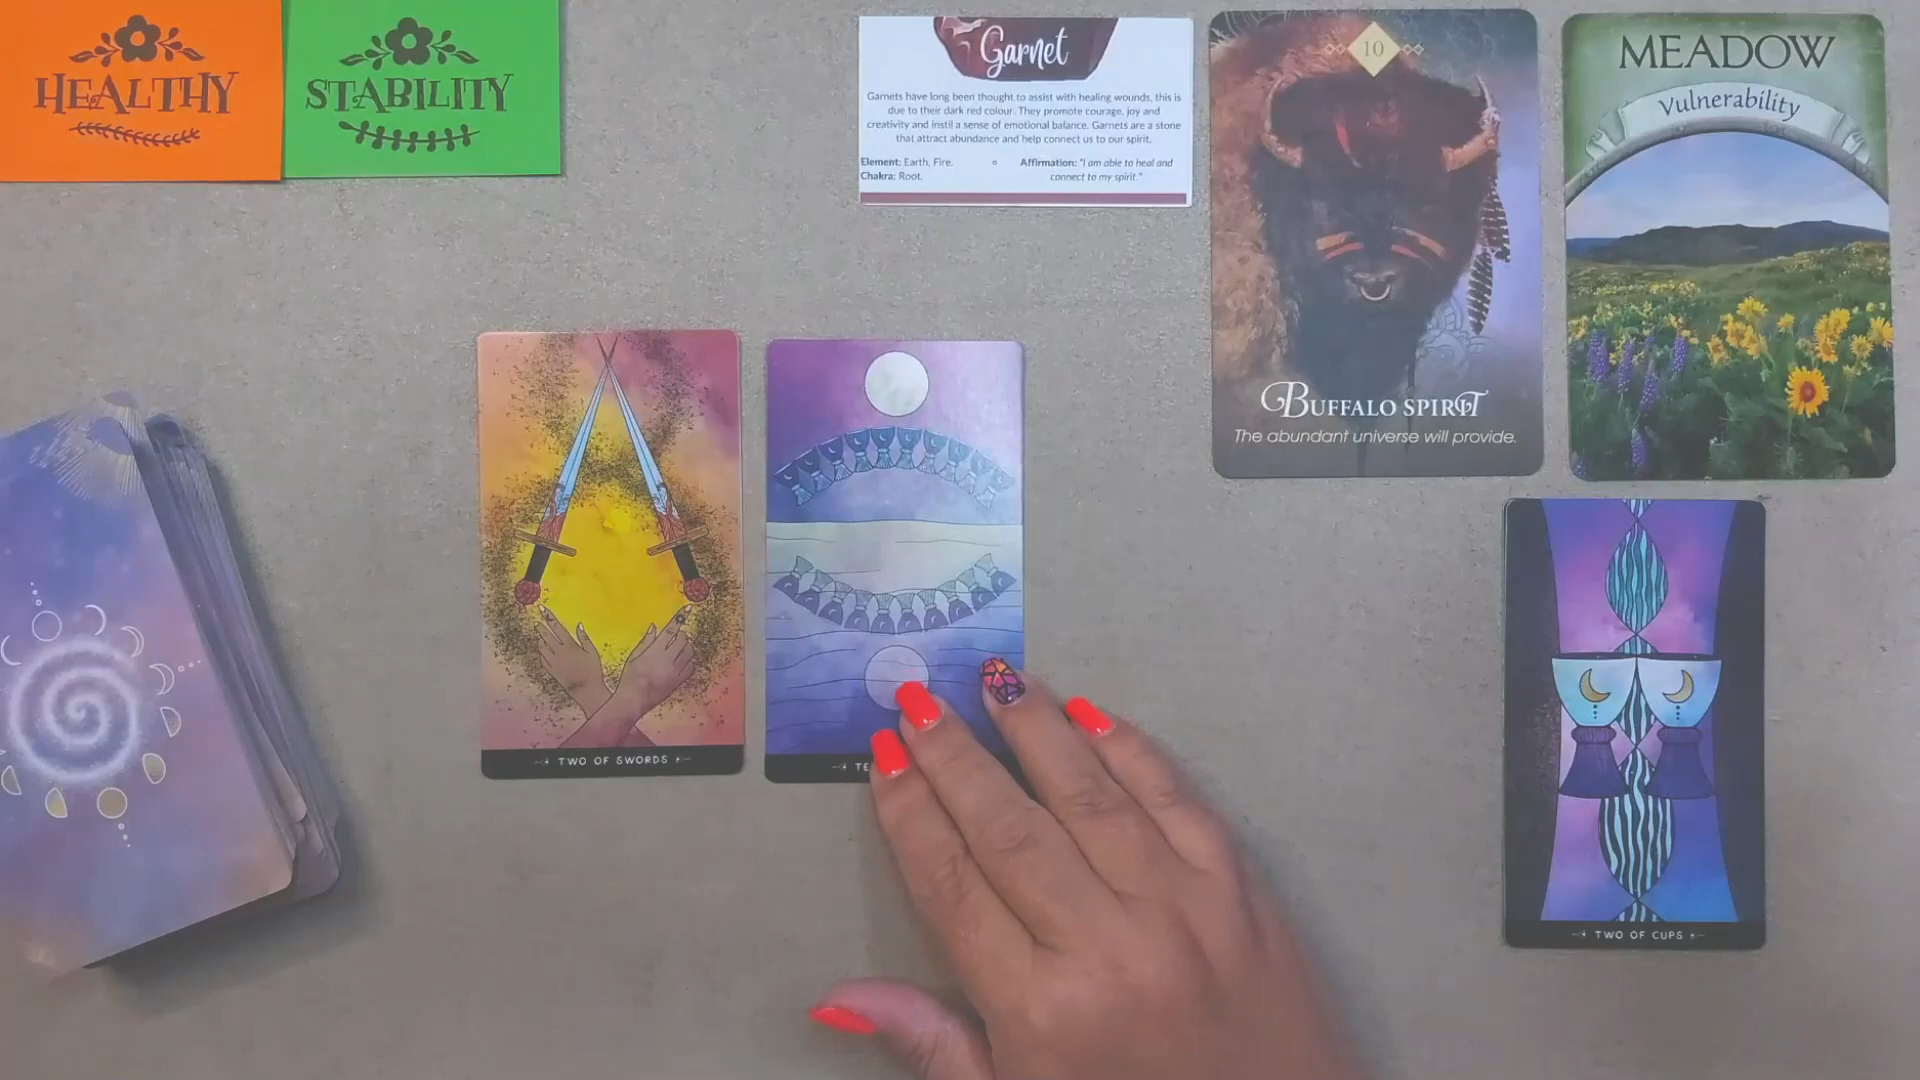 HEALTHY
STABILITY
Garnet
Garnets have long been thought to assist with healing wounds, this is
due to their dark red colour. They promote courage, joy and
creativity and instil a sense of emotional balance. Garnets are a stone
that attract abundance and help connect us to our spirit.
Element: Earth, Fire.
Chakra: Root.
Affirmation: "I am able to heal and
connect to my spirit."
10
BUFFALO SPIRIT
The abundant universe will provide.
MEADOW
Vulnerability
TWO OF SWORDS
TWO OF CUPS